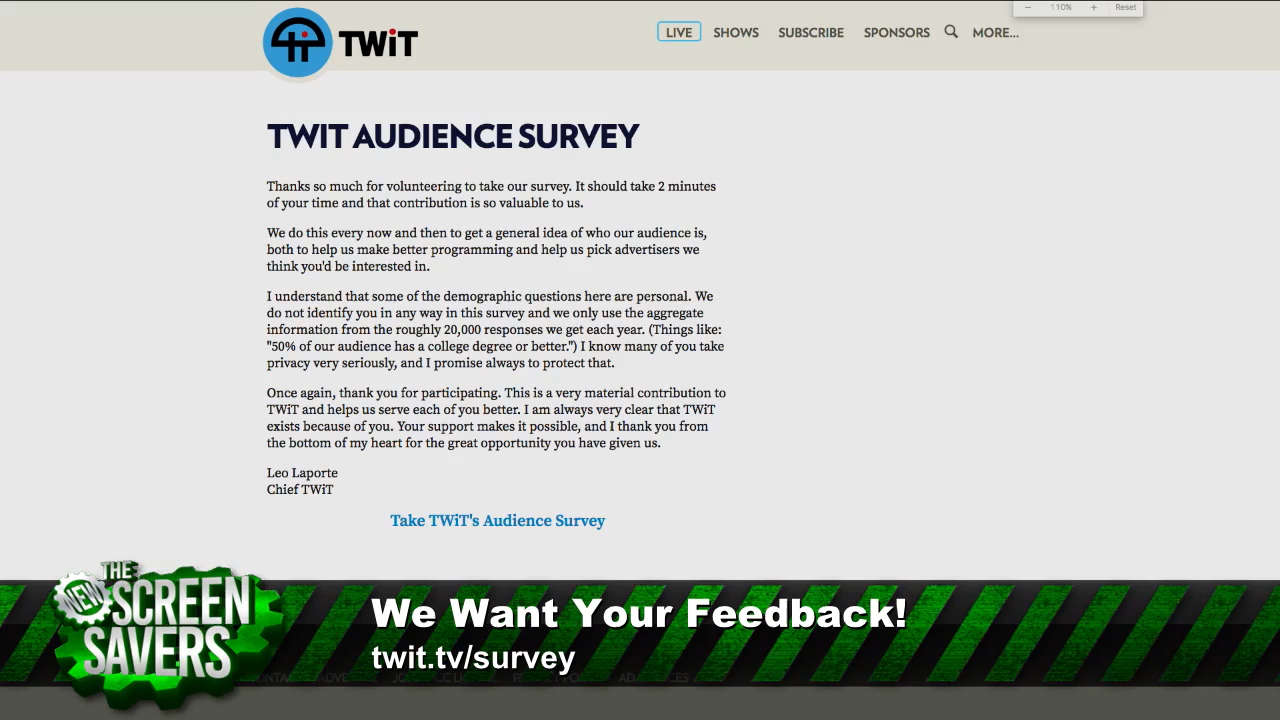 110%
Reset
TWiT
LIVE
SHOWS
SUBSCRIBE
SPONSORS
MORE...
TWIT AUDIENCE SURVEY
Thanks so much for volunteering to take our survey. It should take 2 minutes
of your time and that contribution is so valuable to us.
We do this every now and then to get a general idea of who our audience is,
both to help us make better programming and help us pick advertisers we
think you'd be interested in.
I understand that some of the demographic questions here are personal. We
do not identify you in any way in this survey and we only use the aggregate
information from the roughly 20,000 responses we get each year. (Things like:
"50% of our audience has a college degree or better.") I know many of you take
privacy very seriously, and I promise always to protect that.
Once again, thank you for participating. This is a very material contribution to
TWiT and helps us serve each of you better. I am always very clear that TWiT
exists because of you. Your support makes it possible, and I thank you from
the bottom of my heart for the great opportunity you have given us.
Leo Laporte
Chief TWiT
Take TWiT's Audience Survey
THE
NEW
SCREEN
SAVERS
We Want Your Feedback!
twit.tv/survey